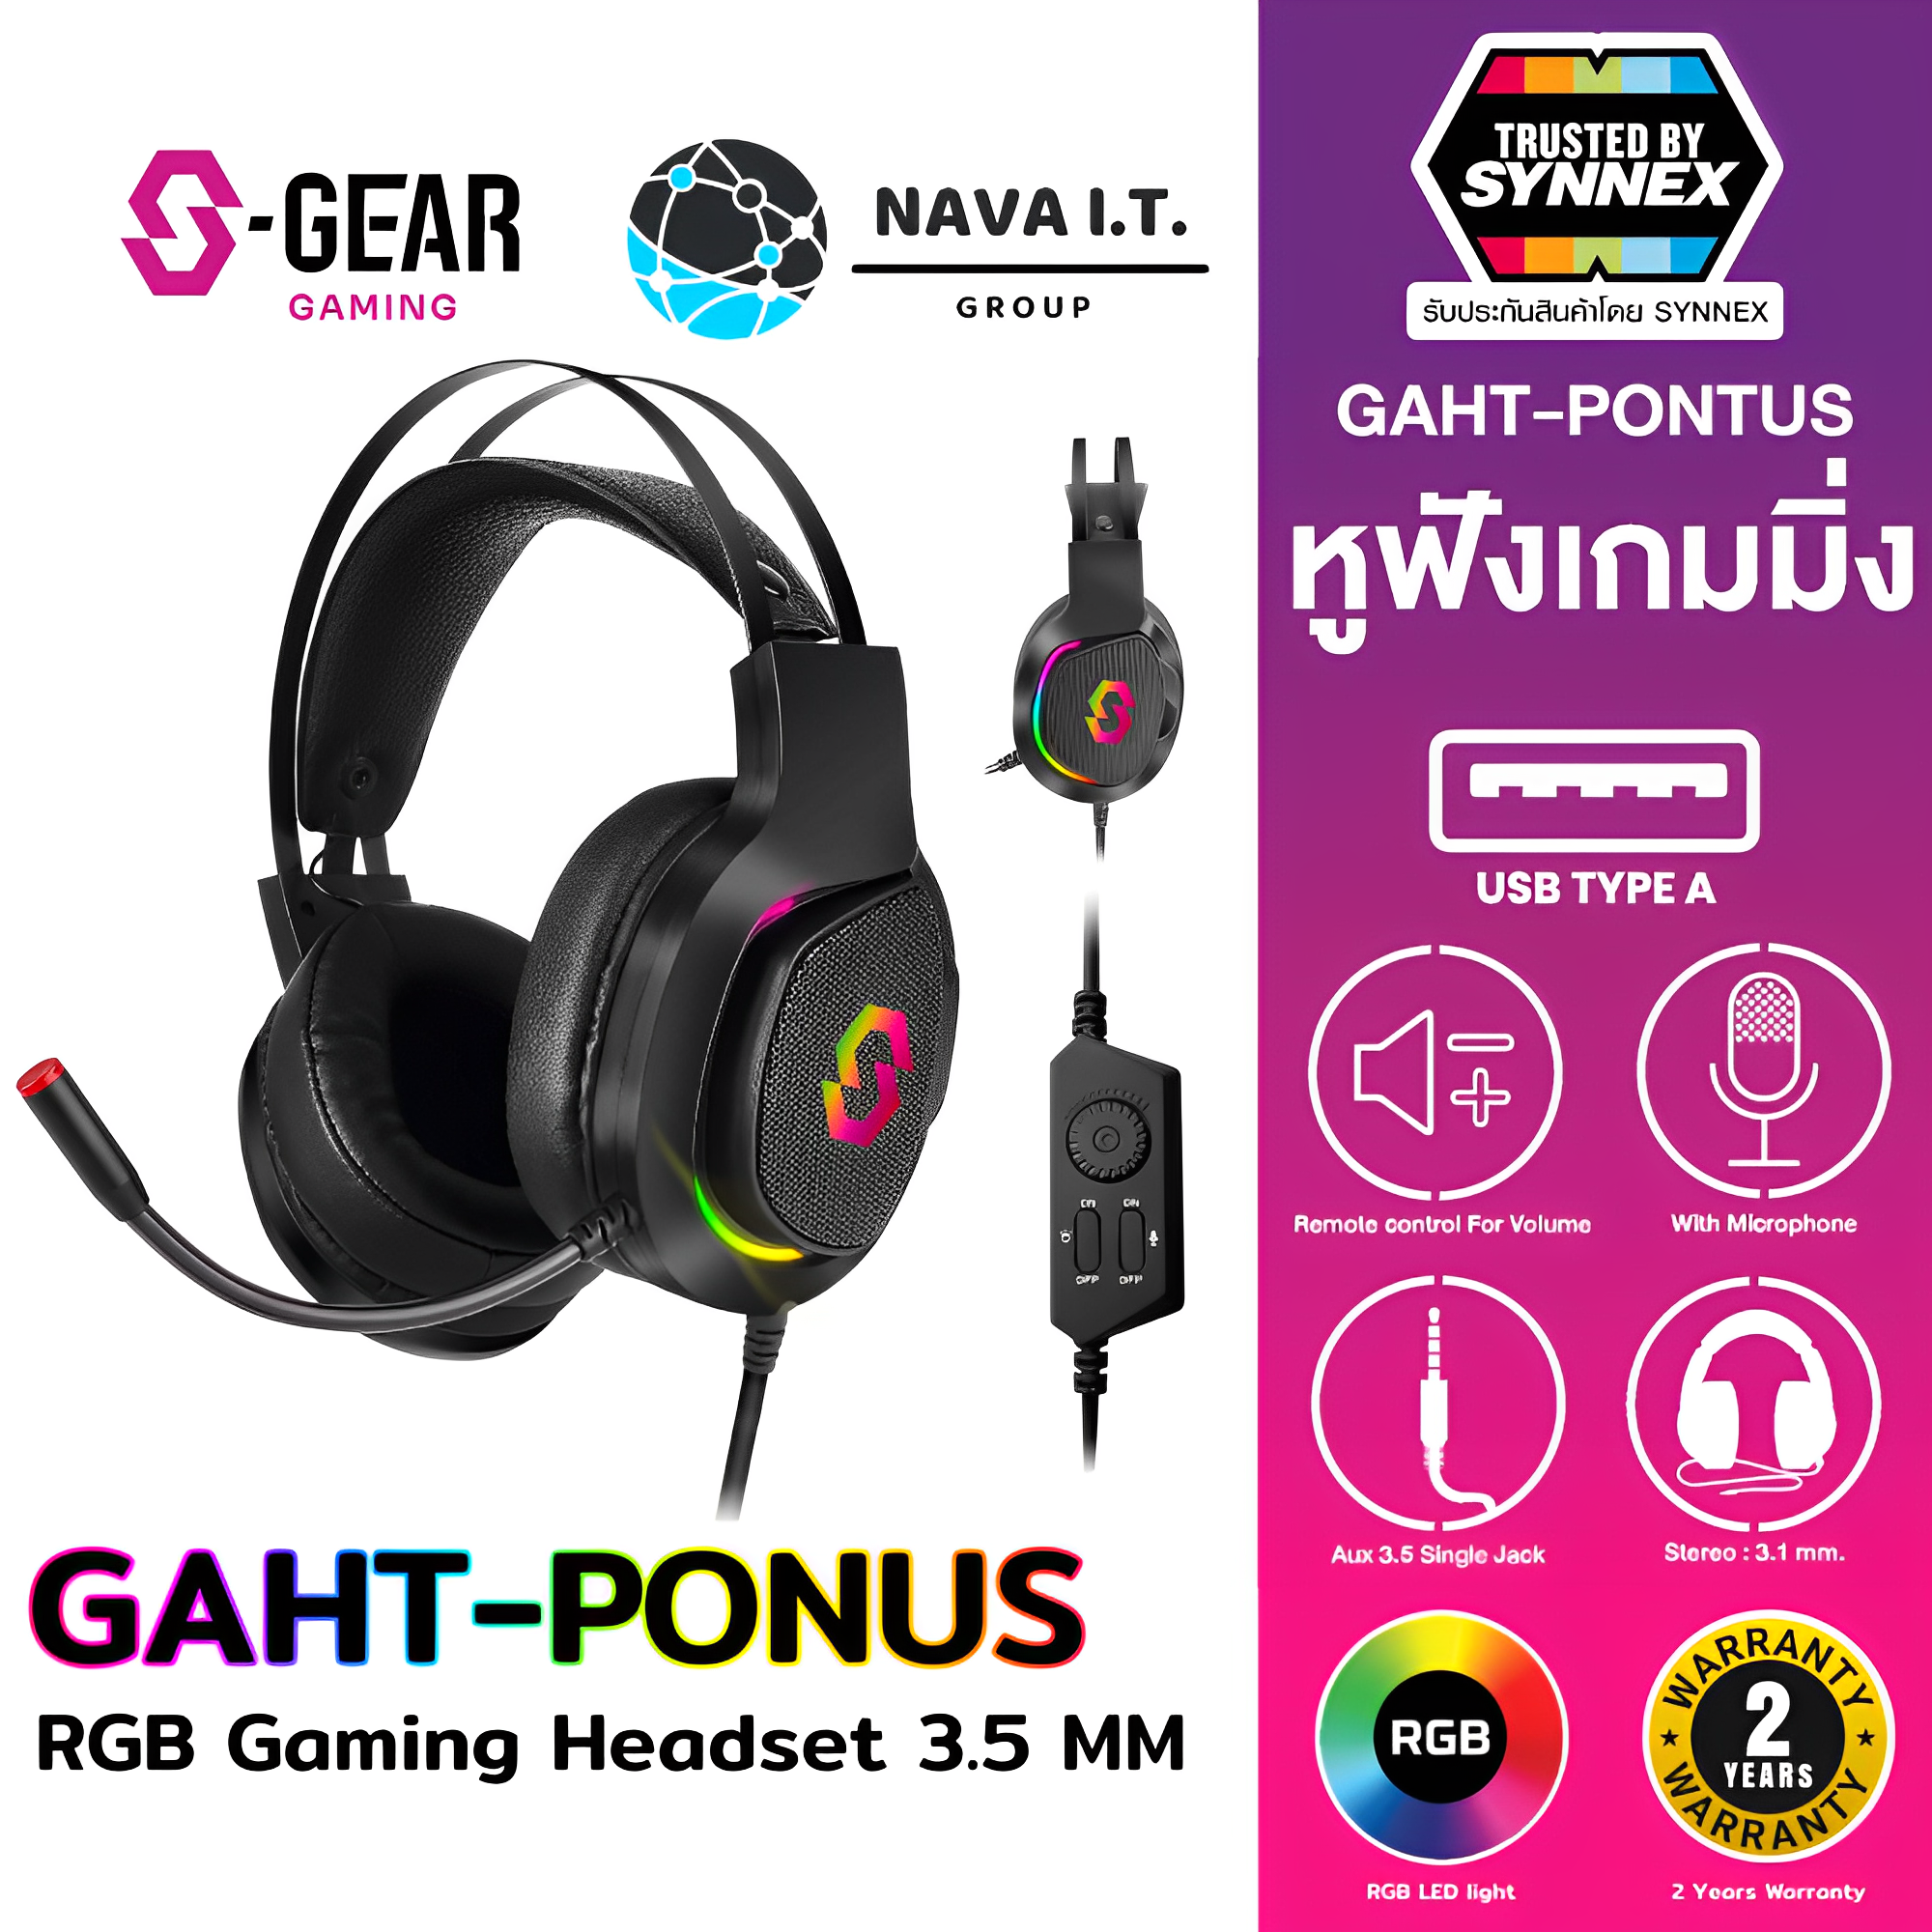 S-GEAR
GAMING
NAVA I.T.
GROUP
GAHT-PONUS
RGB Gaming Headset 3.5 MM
TRUSTED BY
SYNNEX
รับประกันสินค้าโดย SYNNEX
GAHT-PONTUS
หูฟังเกมมิ่ง
USB TYPE A
Remote control For Volume
With Microphone
Aux 3.5 Single Jack
Stereo : 3.1 mm.
RGB
RGB LED light
WARRANTY
2
YEARS
WARRANTY
2 Years Warranty